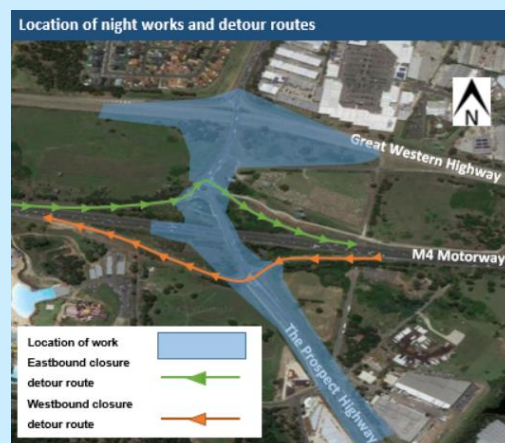 Location of night works and detour routes
N
Great Western Highway
M4 Motorway
The Prospect Highway
Location of work
Eastbound closure
detour route
Westbound closure
detour route